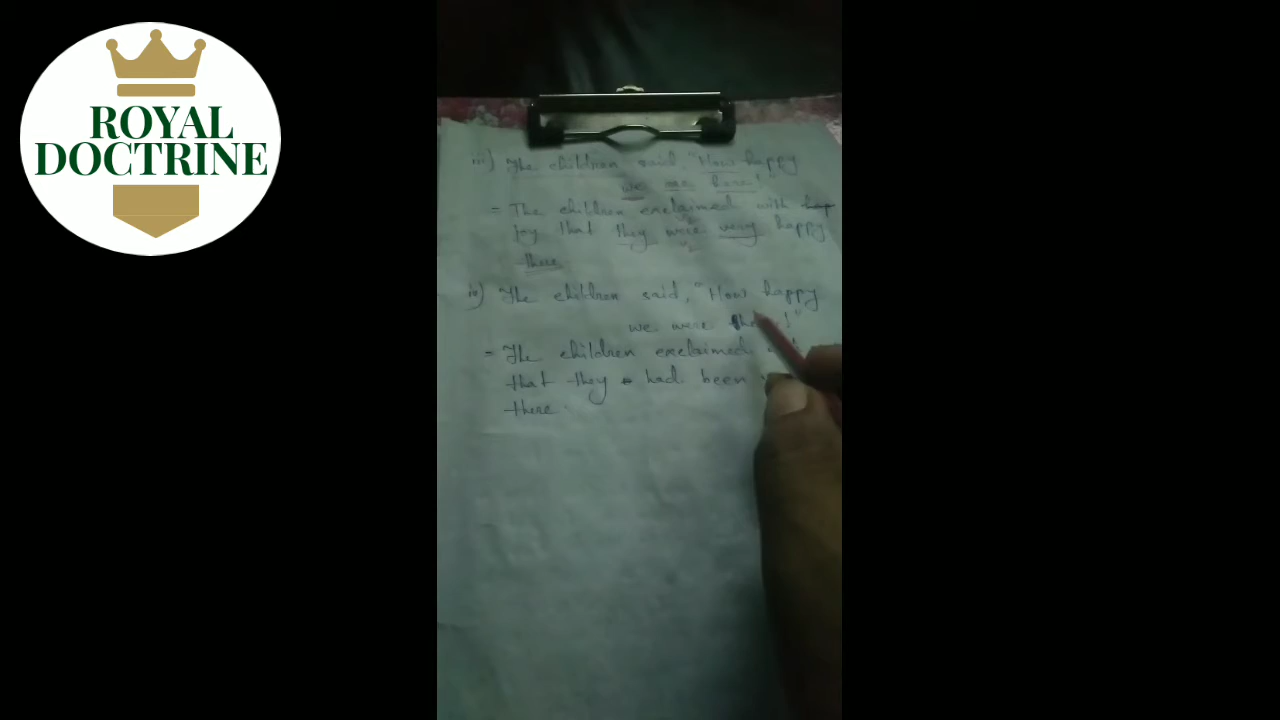 ROYAL
DOCTRINE
iii) The children said, "How happy
we are here!
= The children exclaimed with
joy that they were very happy
there
iv) The children said, "How happy
we were !"
= The children exclaimed
that they had been
there.